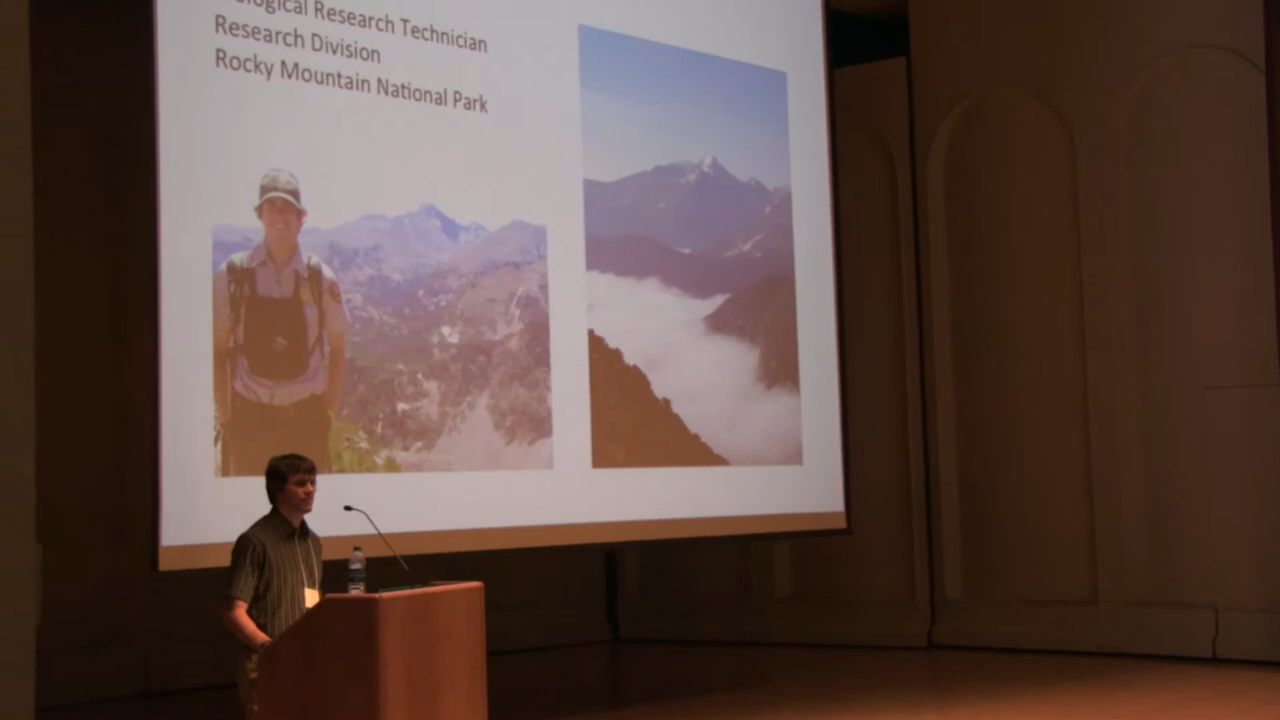 Research Technician
Research Division
Rocky Mountain National Park